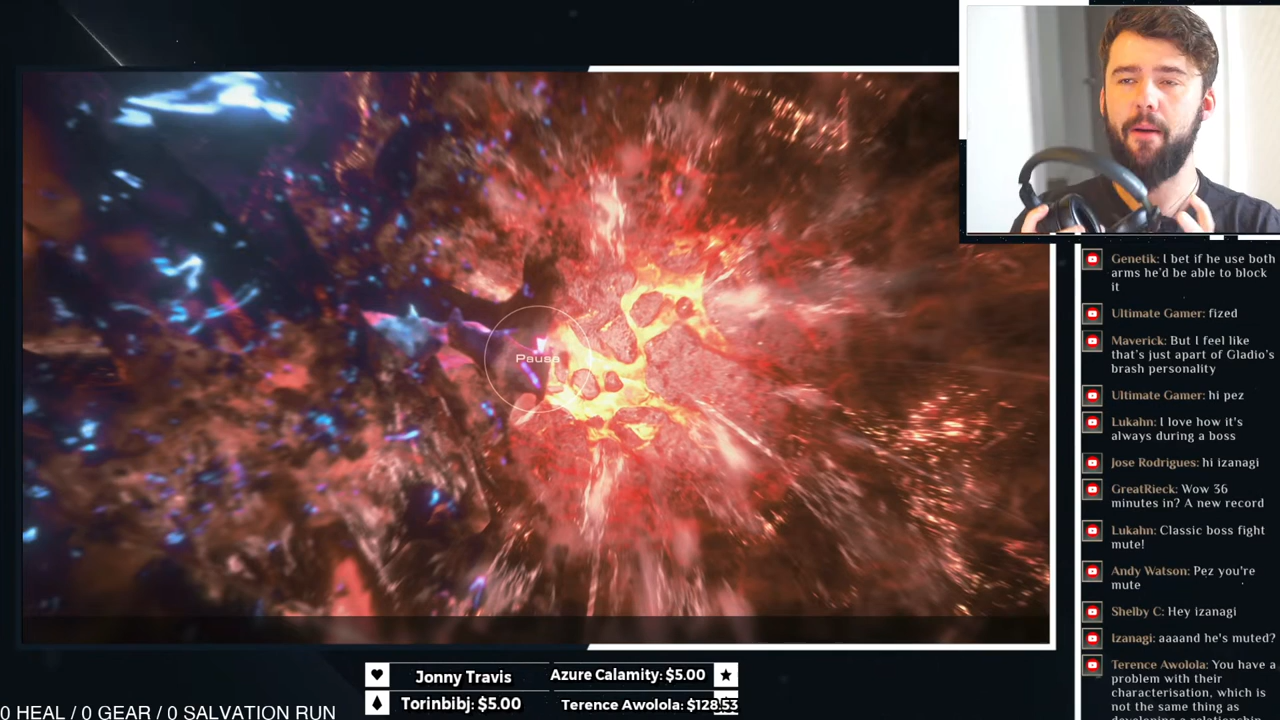 Pause
Genetik: I bet if he use both
arms he'd be able to block
it
Ultimate Gamer: fized
Maverick: But I feel like
that's just apart of Gladio's
brash personality
Ultimate Gamer: hi pez
Lukahn: I love how it's
always during a boss
Jose Rodrigues: hi izanagi
GreatRieck: Wow 36
minutes in? A new record
Lukahn: Classic boss fight
mute!
Andy Watson: Pez you're
mute
Shelby C: Hey izanagi
Izanagi: aaaand he's muted?
Terence Awolola: You have a
problem with their
characterisation, which is
not the same thing as
developing a relationship
Jonny Travis
Azure Calamity: $5.00
Torinbibj: $5.00
Terence Awolola: $128.53
0 HEAL / 0 GEAR / 0 SALVATION RUN